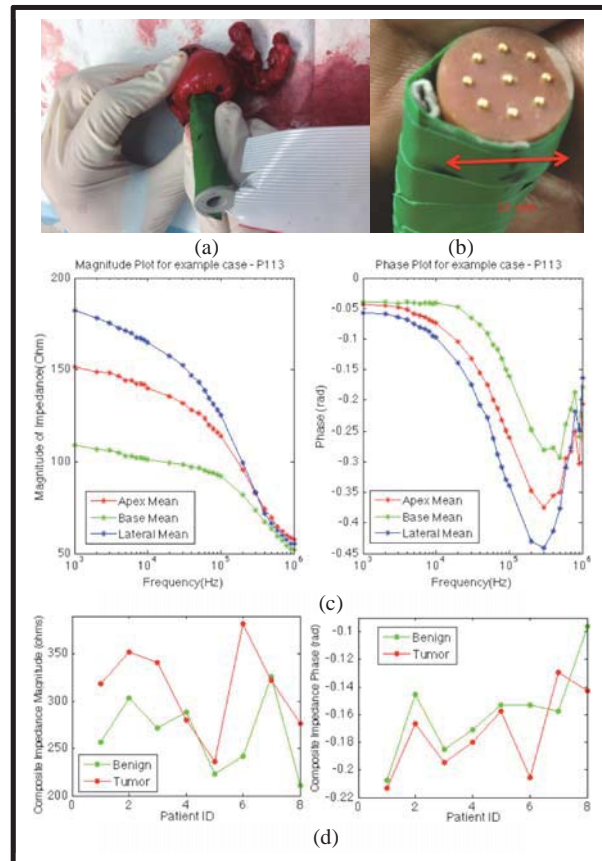 (a)
(b)
Magnitude Plot for example case - P113
200
150
100
50
Magnitude of Impedance(Ohm)
Apex Mean
Base Mean
Lateral Mean
10^3
10^4
10^5
10^6
Frequency(Hz)
Phase Plot for example case - P113
0
-0.05
-0.1
-0.15
-0.2
-0.25
-0.3
-0.35
-0.4
-0.45
Phase (rad)
Apex Mean
Base Mean
Lateral Mean
10^3
10^4
10^5
10^6
Frequency(Hz)
(c)
Composite Impedance Magnitude (ohms)
350
300
250
200
Benign
Tumor
0
2
4
6
8
Patient ID
Composite Impedance Phase (rad)
-0.1
-0.12
-0.14
-0.16
-0.18
-0.2
-0.22
Benign
Tumor
0
2
4
6
8
Patient ID
(d)